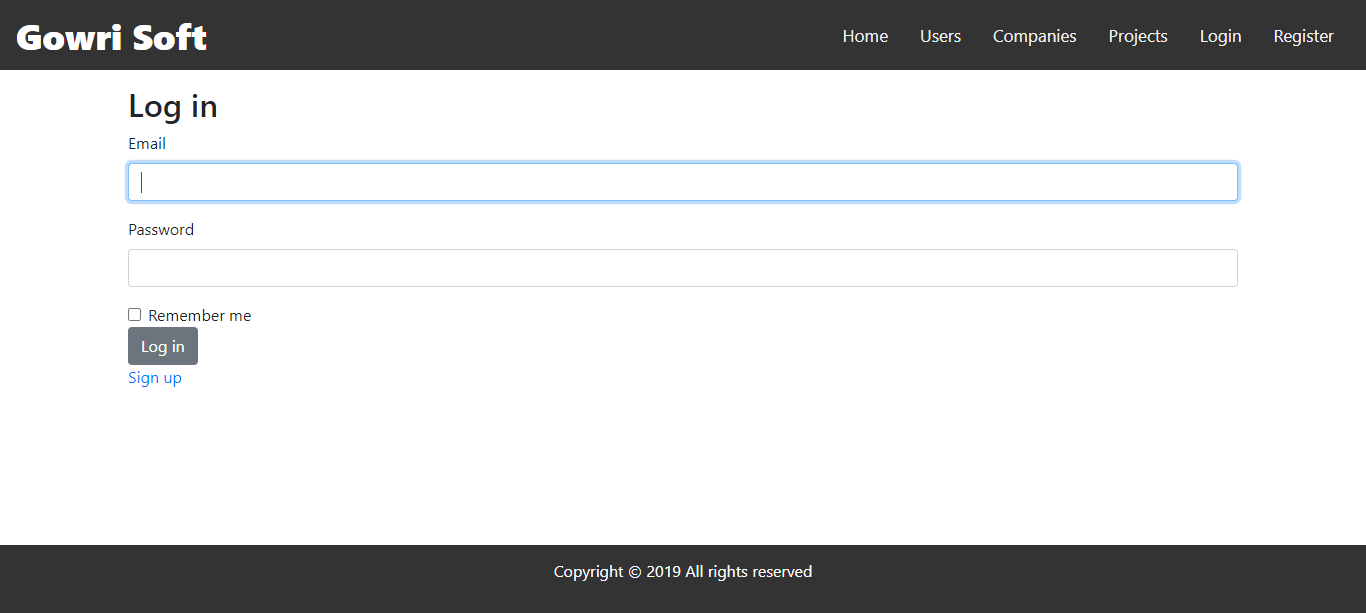 Gowri Soft
Home Users Companies Projects Login Register
Log in
Email
Password
Remember me
Log in
Sign up
Copyright © 2019 All rights reserved